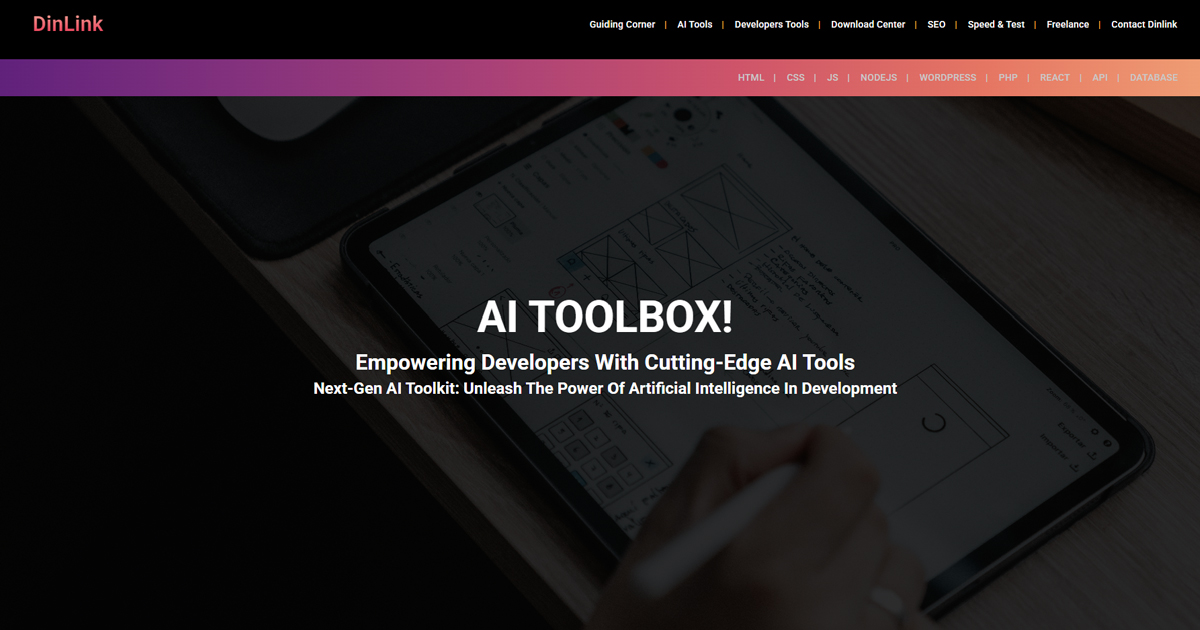 DinLink
Guiding Corner | AI Tools | Developers Tools | Download Center | SEO | Speed & Test | Freelance | Contact Dinlink
HTML | CSS | JS | NODEJS | WORDPRESS | PHP | REACT | API | DATABASE
AI TOOLBOX!
Empowering Developers With Cutting-Edge AI Tools
Next-Gen AI Toolkit: Unleash The Power Of Artificial Intelligence In Development
Exporter
Importer